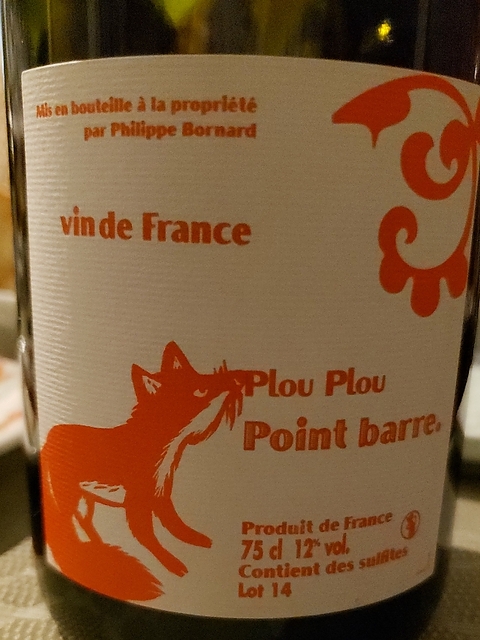 Mis en bouteille à la propriété
par Philippe Bornard
vin de France
Plou Plou
Point barre.
Produit de France
75 cl 12% vol.
Contient des sulfites
Lot 14